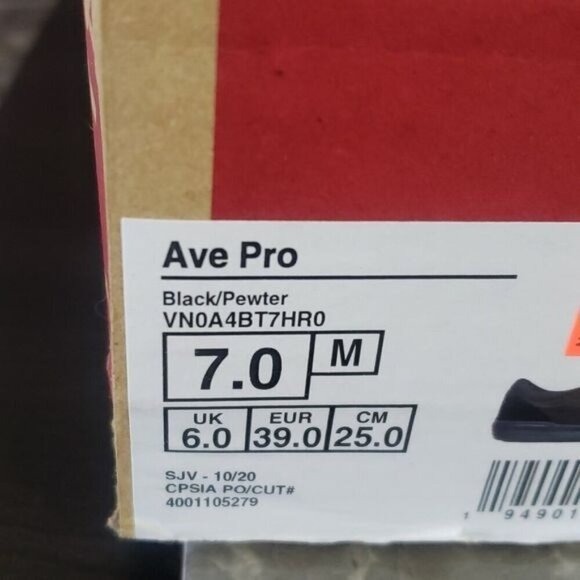 Ave Pro
Black/Pewter
VN0A4BT7HR0
7.0 M
UK EUR CM
6.0 39.0 25.0
SJV - 10/20
CPSIA PO/CUT#
4001105279
1 94901